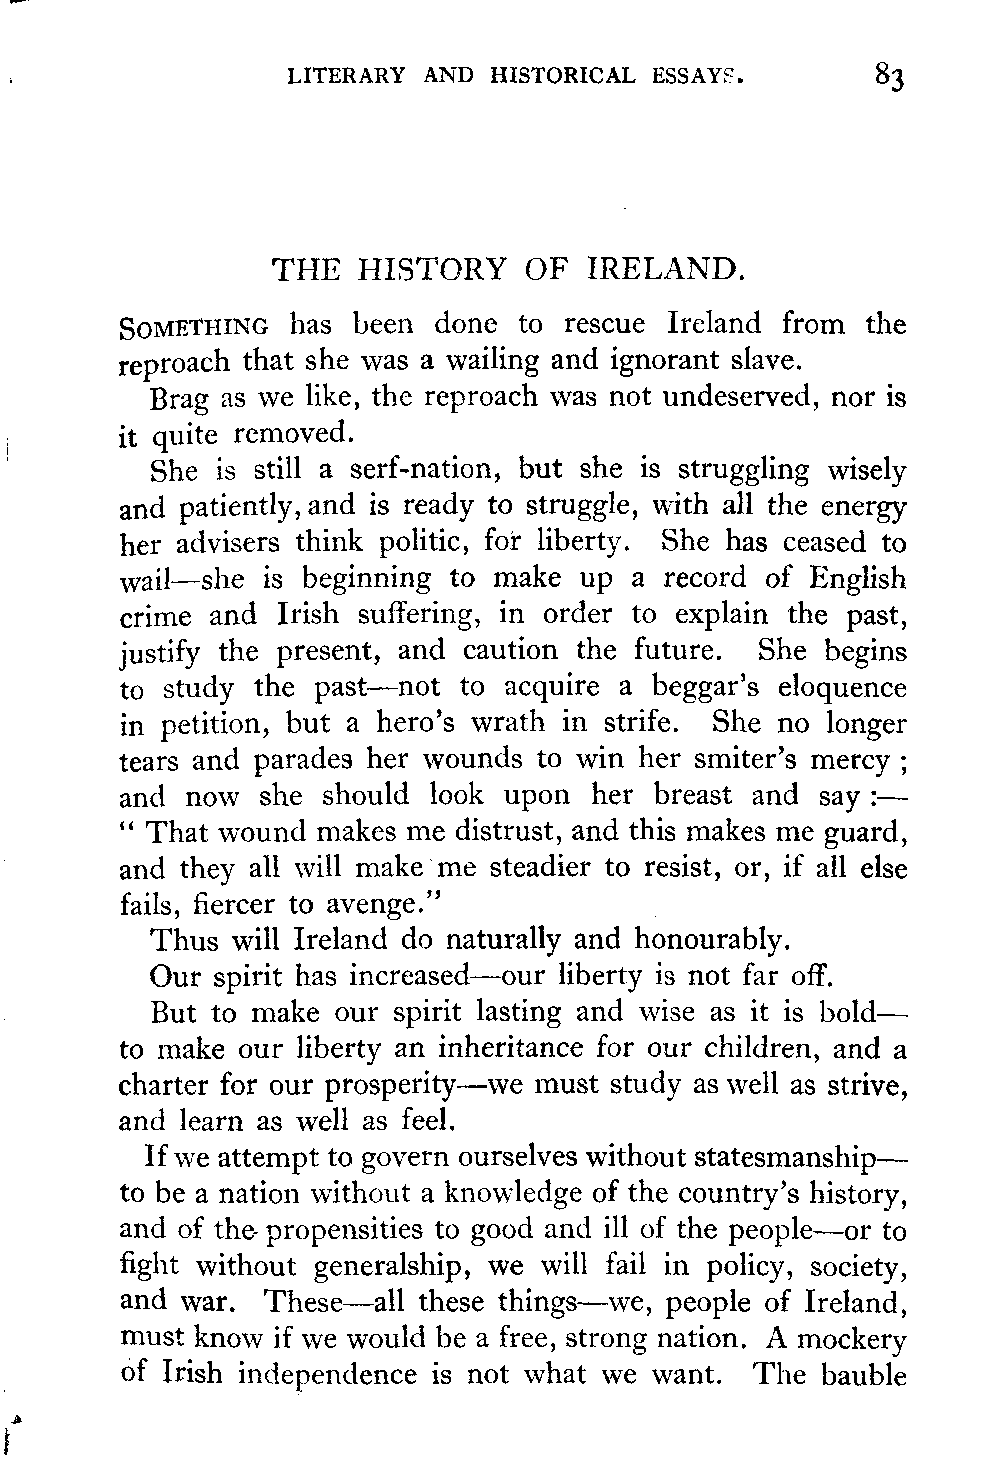 LITERARY AND HISTORICAL ESSAYS. 83
THE HISTORY OF IRELAND.
SOMETHING has been done to rescue Ireland from the
reproach that she was a wailing and ignorant slave.
Brag as we like, the reproach was not undeserved, nor is
it quite removed.
She is still a serf-nation, but she is struggling wisely
and patiently, and is ready to struggle, with all the energy
her advisers think politic, for liberty. She has ceased to
wail—she is beginning to make up a record of English
crime and Irish suffering, in order to explain the past,
justify the present, and caution the future. She begins
to study the past—not to acquire a beggar's eloquence
in petition, but a hero's wrath in strife. She no longer
tears and parades her wounds to win her smiter's mercy ;
and now she should look upon her breast and say :—
“ That wound makes me distrust, and this makes me guard,
and they all will make me steadier to resist, or, if all else
fails, fiercer to avenge.”
Thus will Ireland do naturally and honourably.
Our spirit has increased—our liberty is not far off.
But to make our spirit lasting and wise as it is bold—
to make our liberty an inheritance for our children, and a
charter for our prosperity—we must study as well as strive,
and learn as well as feel.
If we attempt to govern ourselves without statesmanship—
to be a nation without a knowledge of the country's history,
and of the propensities to good and ill of the people—or to
fight without generalship, we will fail in policy, society,
and war. These—all these things—we, people of Ireland,
must know if we would be a free, strong nation. A mockery
of Irish independence is not what we want. The bauble